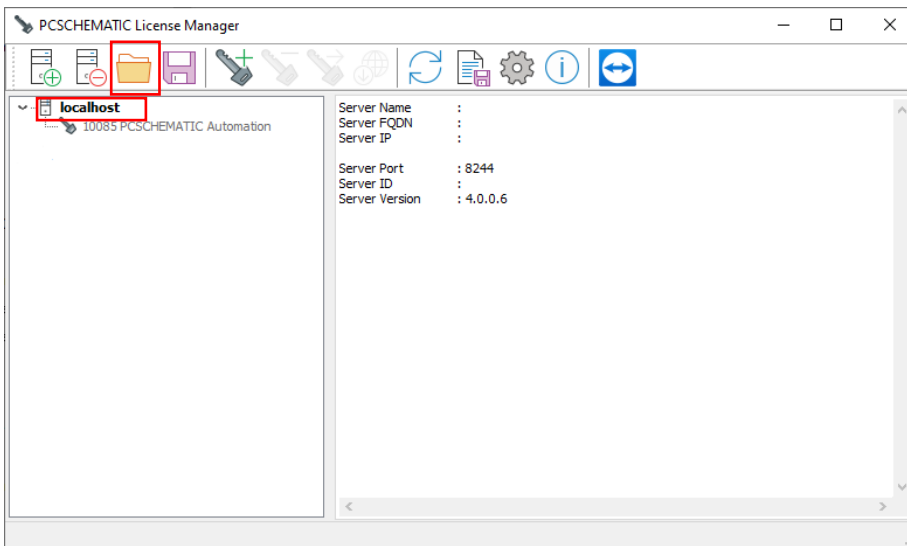 PCSCHEMATIC License Manager
localhost
10085 PCSCHEMATIC Automation
Server Name :
Server FQDN :
Server IP :
Server Port : 8244
Server ID :
Server Version : 4.0.0.6